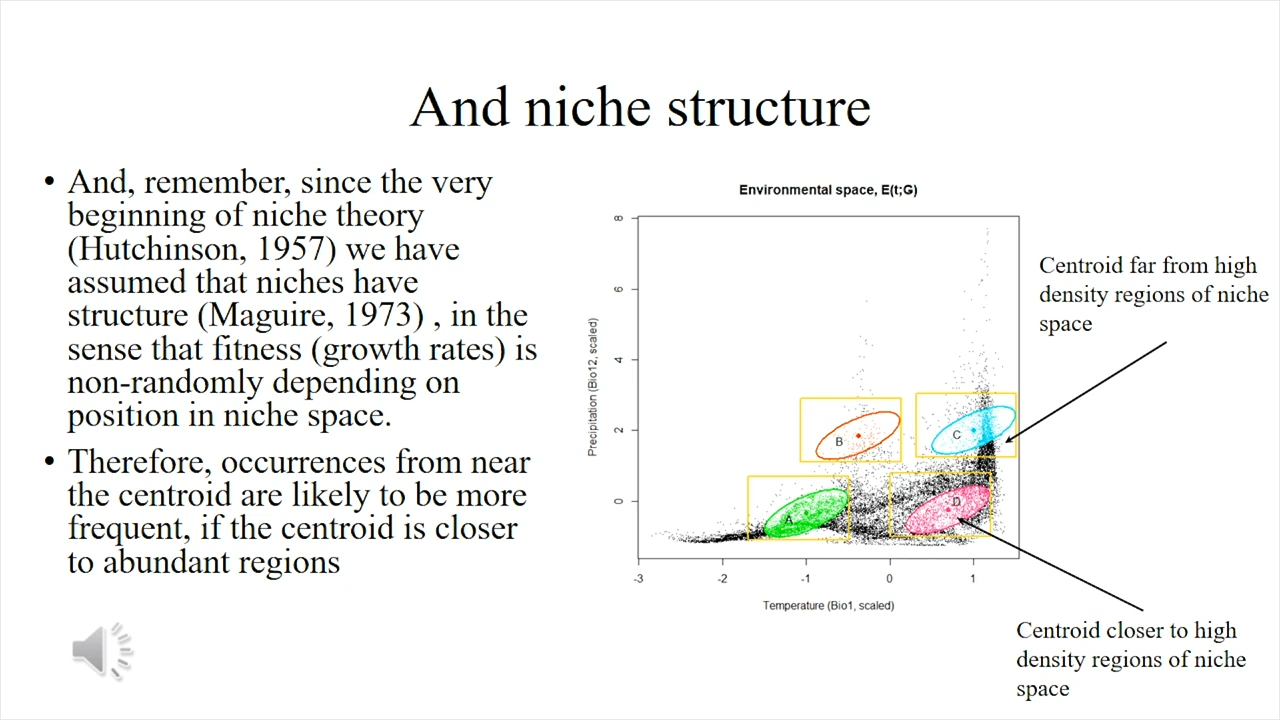 And niche structure
• And, remember, since the very
beginning of niche theory
(Hutchinson, 1957) we have
assumed that niches have
structure (Maguire, 1973) , in the
sense that fitness (growth rates) is
non-randomly depending on
position in niche space.
• Therefore, occurrences from near
the centroid are likely to be more
frequent, if the centroid is closer
to abundant regions
Environmental space, E(t;G)
Precipitation (Bio12, scaled)
8
6
4
2
0
B
C
A
D
-3 -2 -1 0 1
Temperature (Bio1, scaled)
Centroid far from high
density regions of niche
space
Centroid closer to high
density regions of niche
space